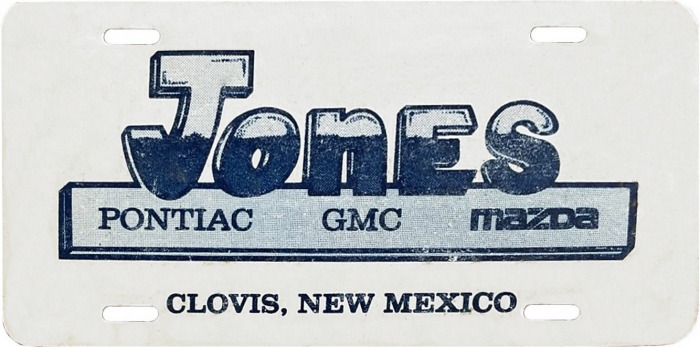 Jones
PONTIAC GMC mazda
CLOVIS, NEW MEXICO